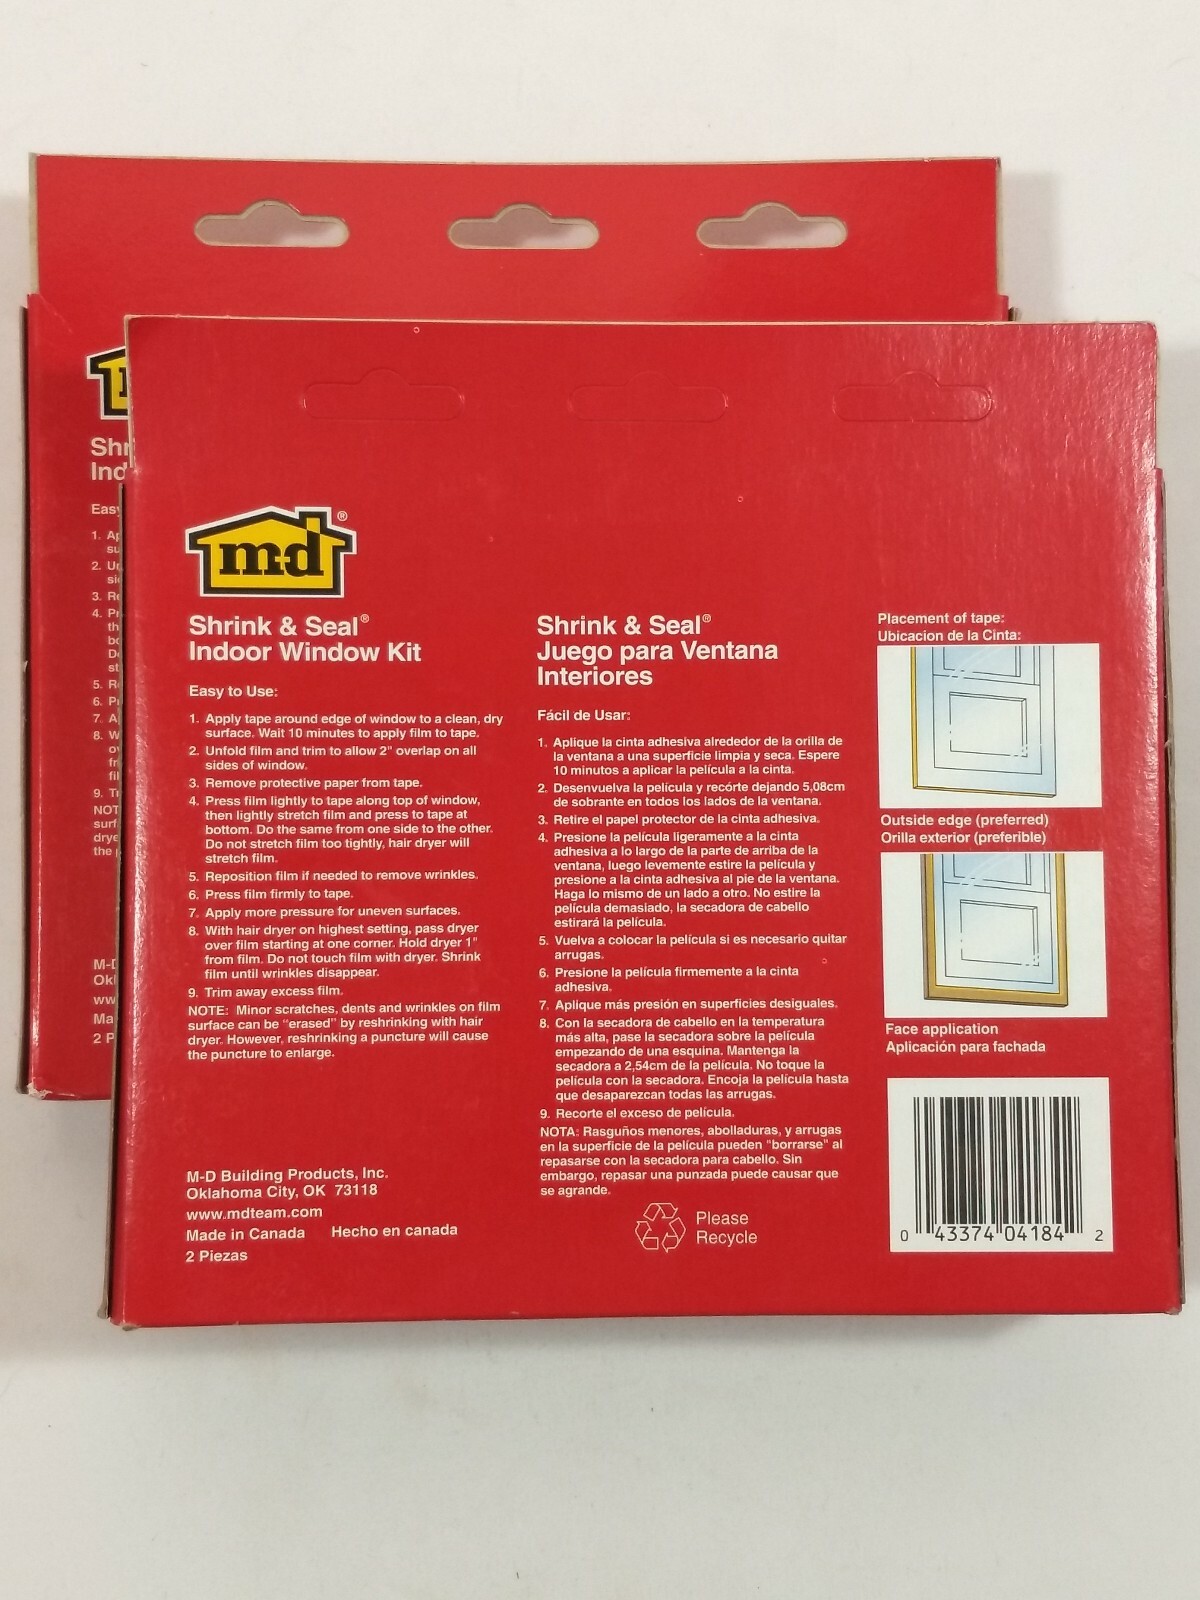 m-d®
Shrink & Seal®
Indoor Window Kit
Easy to Use:
1. Apply tape around edge of window to a clean, dry
surface. Wait 10 minutes to apply film to tape.
2. Unfold film and trim to allow 2" overlap on all
sides of window.
3. Remove protective paper from tape.
4. Press film lightly to tape along top of window,
then lightly stretch film and press to tape at
bottom. Do the same from one side to the other.
Do not stretch film too tightly, hair dryer will
stretch film.
5. Reposition film if needed to remove wrinkles.
6. Press film firmly to tape.
7. Apply more pressure for uneven surfaces.
8. With hair dryer on highest setting, pass dryer
over film starting at one corner. Hold dryer 1"
from film. Do not touch film with dryer. Shrink
film until wrinkles disappear.
9. Trim away excess film.
NOTE: Minor scratches, dents and wrinkles on film
surface can be "erased" by reshrinking with hair
dryer. However, reshrinking a puncture will cause
the puncture to enlarge.
M-D Building Products, Inc.
Oklahoma City, OK 73118
www.mdteam.com
Made in Canada Hecho en canada
2 Piezas
Shrink & Seal®
Juego para Ventana
Interiores
Fácil de Usar:
1. Aplique la cinta adhesiva alrededor de la orilla de
la ventana a una superficie limpia y seca. Espere
10 minutos a aplicar la película a la cinta.
2. Desenvuelva la película y recórte dejando 5,08cm
de sobrante en todos los lados de la ventana.
3. Retire el papel protector de la cinta adhesiva.
4. Presione la película ligeramente a la cinta
adhesiva a lo largo de la parte de arriba de la
ventana, luego levemente estire la película y
presione a la cinta adhesiva al pie de la ventana.
Haga lo mismo de un lado a otro. No estire la
película demasiado, la secadora de cabello
estirará la película.
5. Vuelva a colocar la película si es necesario quitar
arrugas.
6. Presione la película firmemente a la cinta
adhesiva.
7. Aplique más presión en superficies desiguales.
8. Con la secadora de cabello en la temperatura
más alta, pase la secadora sobre la película
empezando de una esquina. Mantenga la
secadora a 2,54cm de la película. No toque la
película con la secadora. Encoja la película hasta
que desaparezcan todas las arrugas.
9. Recorte el exceso de película.
NOTA: Rasguños menores, abolladuras, y arrugas
en la superficie de la película pueden "borrarse" al
repasarse con la secadora para cabello. Sin
embargo, repasar una punzada puede causar que
se agrande.
Please
Recycle
Placement of tape:
Ubicacion de la Cinta:
Outside edge (preferred)
Orilla exterior (preferible)
Face application
Aplicación para fachada
0 43374 04184 2